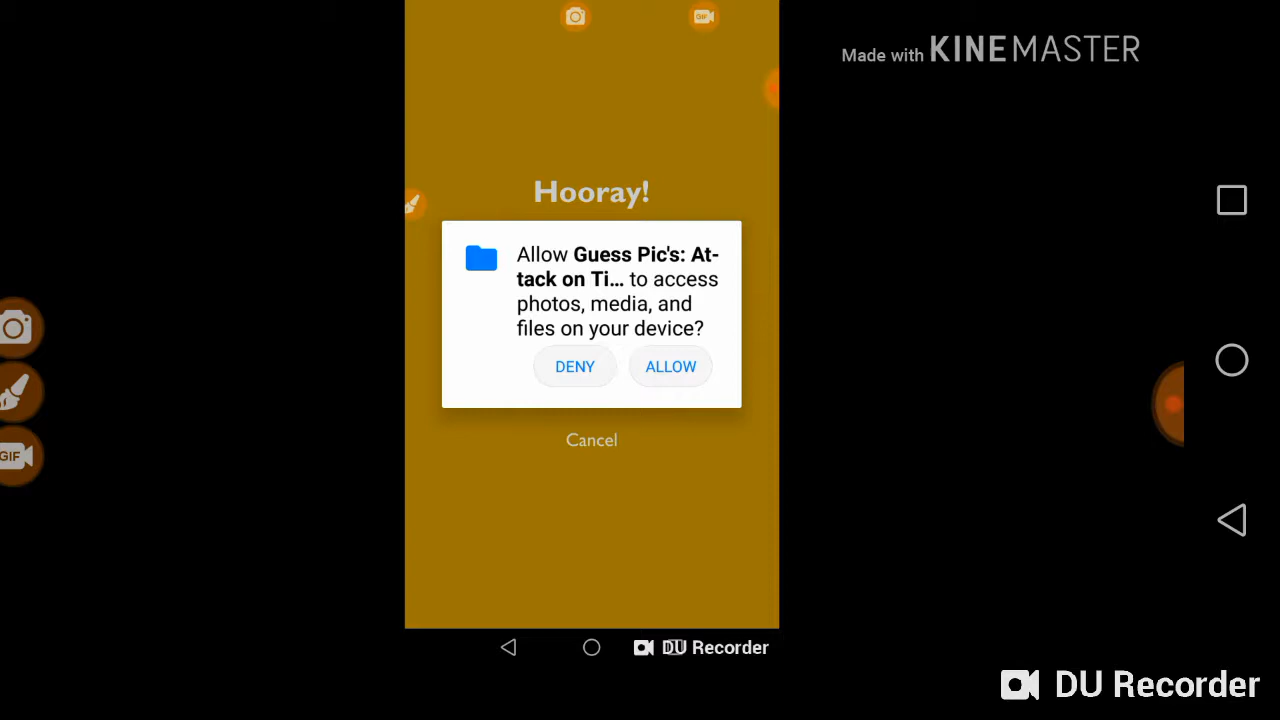 GIF
Made with KINEMASTER
Hooray!
Allow Guess Pic's: At-
tack on Ti... to access
photos, media, and
files on your device?
DENY
ALLOW
Cancel
GIF
DU Recorder
DU Recorder